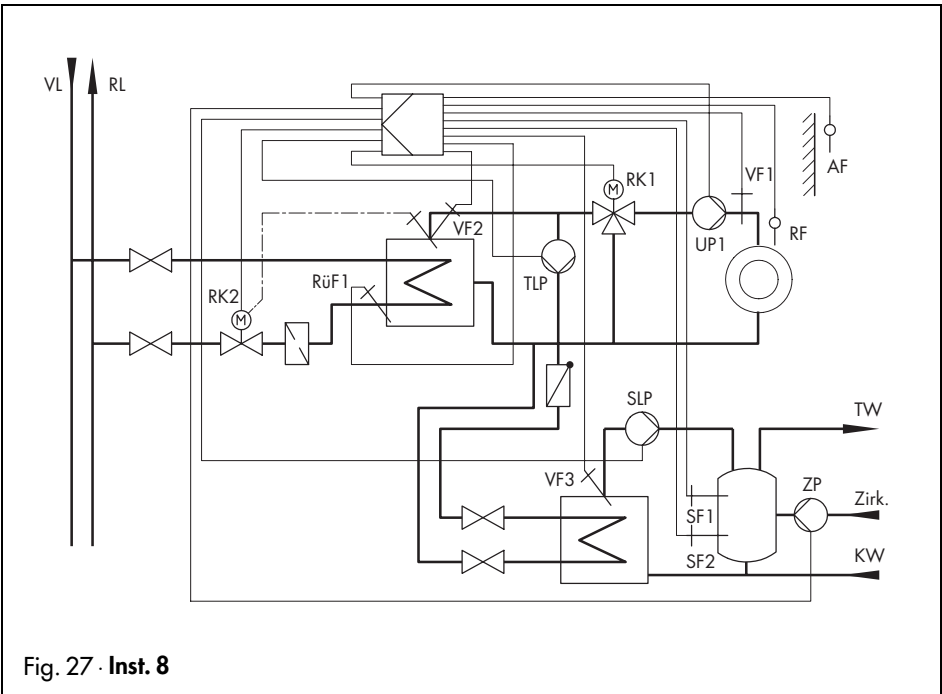 VL
RL
M
RK1
VF1
AF
VF2
UP1
RF
RüF1
TLP
RK2
M
SLP
TW
VF3
ZP
SF1
Zirk.
SF2
KW
Fig. 27 · Inst. 8